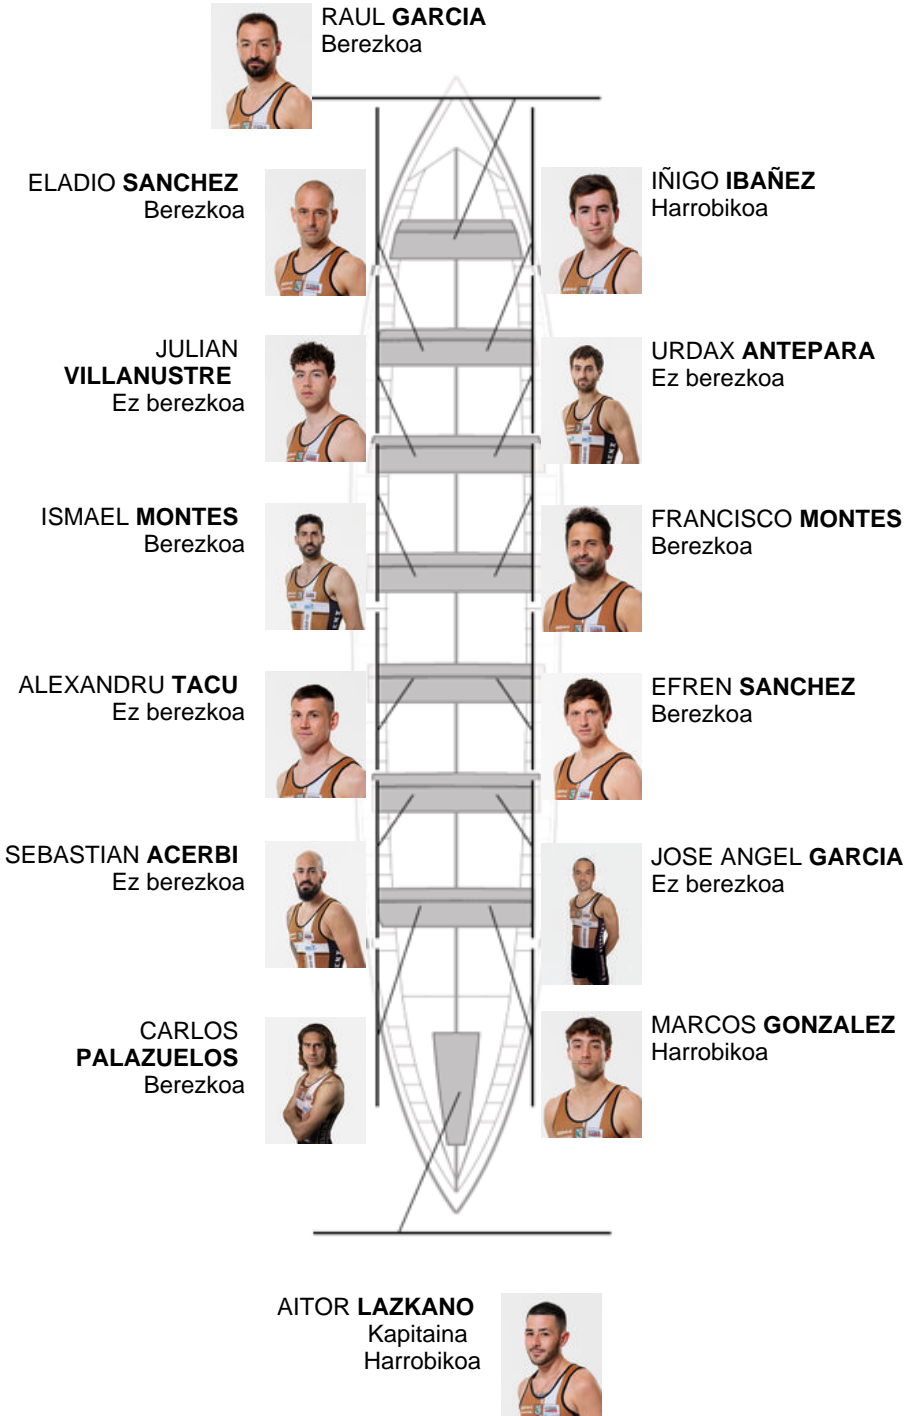 RAUL GARCIA
Berezkoa
ELADIO SANCHEZ
Berezkoa
IÑIGO IBAÑEZ
Harrobikoa
JULIAN
VILLANUSTRE
Ez berezkoa
URDAX ANTEPARA
Ez berezkoa
ISMAEL MONTES
Berezkoa
FRANCISCO MONTES
Berezkoa
ALEXANDRU TACU
Ez berezkoa
EFREN SANCHEZ
Berezkoa
SEBASTIAN ACERBI
Ez berezkoa
JOSE ANGEL GARCIA
Ez berezkoa
CARLOS
PALAZUELOS
Berezkoa
MARCOS GONZALEZ
Harrobikoa
AITOR LAZKANO
Kapitaina
Harrobikoa